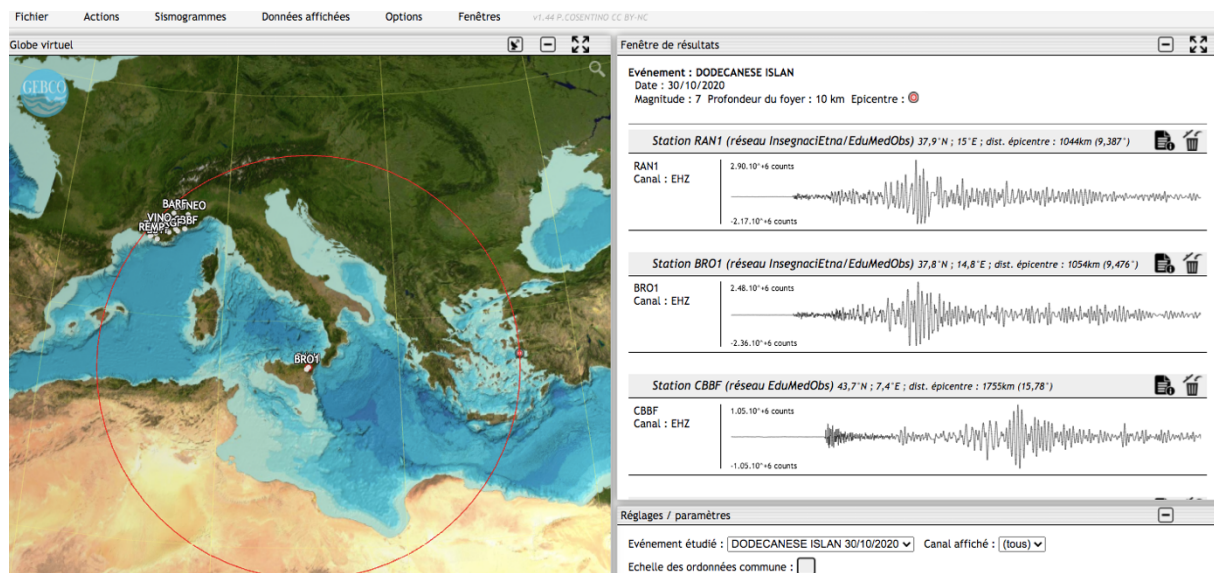 Fichier Actions Sismogrammes Données affichées Options Fenêtres v1.44 P.COSENTINO CC BY-NC
Globe virtuel
GEBCO
NEO
BRO1
Fenêtre de résultats
Evénement : DODECANESE ISLAN
Date : 30/10/2020
Magnitude : 7 Profondeur du foyer : 10 km Epicentre :
Station RAN1 (réseau InsegnaciEtna/EduMedObs) 37,9°N ; 15°E ; dist. épicentre : 1044km (9,387°)
RAN1
Canal : EHZ
2.90.10^+6 counts
-2.17.10^+6 counts
Station BRO1 (réseau InsegnaciEtna/EduMedObs) 37,8°N ; 14,8°E ; dist. épicentre : 1054km (9,476°)
BRO1
Canal : EHZ
2.48.10^+6 counts
-2.36.10^+6 counts
Station CBBF (réseau EduMedObs) 43,7°N ; 7,4°E ; dist. épicentre : 1755km (15,78°)
CBBF
Canal : EHZ
1.05.10^+6 counts
-1.05.10^+6 counts
Réglages / paramètres
Evénement étudié : DODECANESE ISLAN 30/10/2020 Canal affiché : (tous)
Echelle des ordonnées commune :